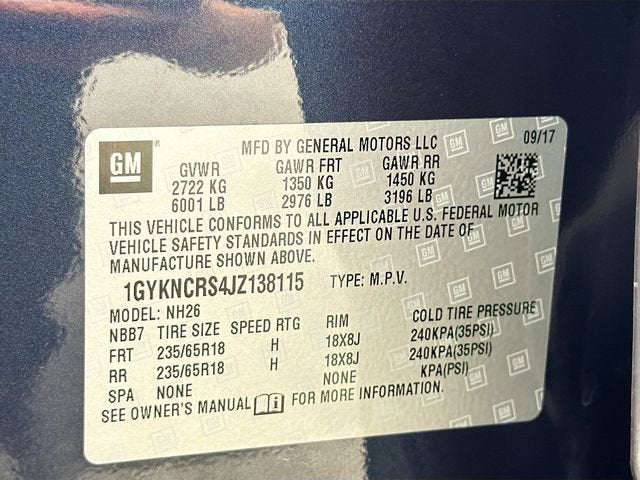 GM
MFD BY GENERAL MOTORS LLC 09/17
GVWR GAWR FRT GAWR RR
2722 KG 1350 KG 1450 KG
6001 LB 2976 LB 3196 LB
THIS VEHICLE CONFORMS TO ALL APPLICABLE U.S. FEDERAL MOTOR
VEHICLE SAFETY STANDARDS IN EFFECT ON THE DATE OF
MANUFACTURE SHOWN ABOVE.
1GYKNCRS4JZ138115 TYPE: M.P.V.
MODEL: NH26
NBB7 TIRE SIZE SPEED RTG RIM COLD TIRE PRESSURE
FRT 235/65R18 H 18X8J 240KPA(35PSI)
RR 235/65R18 H 18X8J 240KPA(35PSI)
SPA NONE NONE KPA(PSI)
SEE OWNER'S MANUAL FOR MORE INFORMATION.